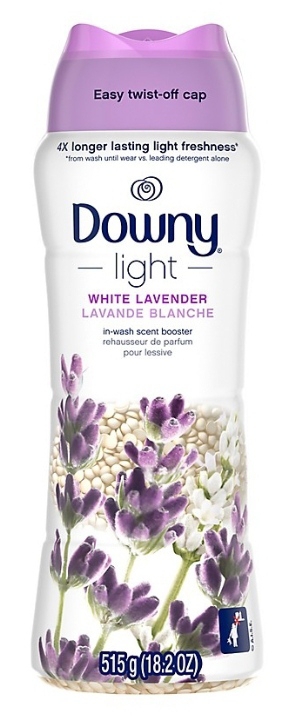 Easy twist-off cap
4X longer lasting light freshness*
*from wash until wear vs. leading detergent alone
Downy®
light
WHITE LAVENDER
LAVANDE BLANCHE
in-wash scent booster
rehausseur de parfum
pour lessive
515 g (18.2 OZ)